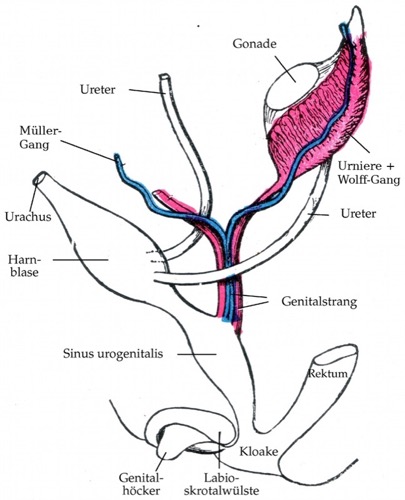 Gonade
Ureter
Müller-
Gang
Urniere +
Wolff-Gang
Urachus
Ureter
Harn-
blase
Genitalstrang
Sinus urogenitalis
Rektum
Kloake
Genital-
höcker
Labio-
skrotalwülste